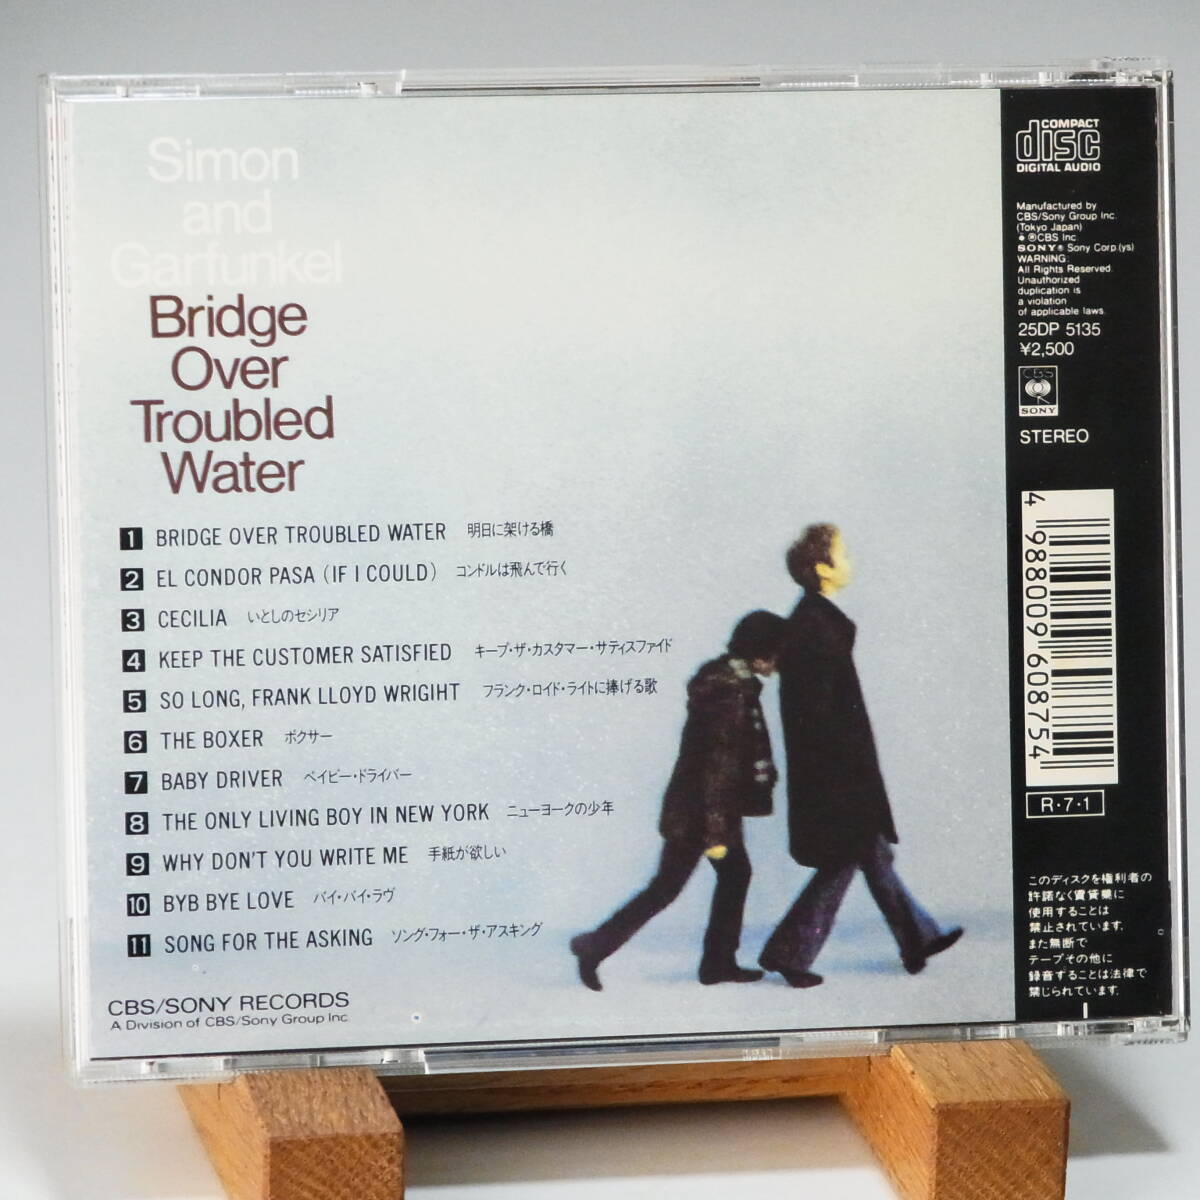 Simon
and
Garfunkel
Bridge
Over
Troubled
Water
1 BRIDGE OVER TROUBLED WATER 明日に架ける橋
2 EL CONDOR PASA (IF I COULD) コンドルは飛んで行く
3 CECILIA いとしのセシリア
4 KEEP THE CUSTOMER SATISFIED キープ・ザ・カスタマー・サティスファイド
5 SO LONG, FRANK LLOYD WRIGIHT フランク・ロイド・ライトに捧げる歌
6 THE BOXER ボクサー
7 BABY DRIVER ベイビー・ドライバー
8 THE ONLY LIVING BOY IN NEW YORK ニューヨークの少年
9 WHY DON'T YOU WRITE ME 手紙が欲しい
10 BYB BYE LOVE バイ・バイ・ラヴ
11 SONG FOR THE ASKING ソング・フォー・ザ・アスキング
CBS/SONY RECORDS
A Division of CBS/Sony Group Inc
COMPACT
disc
DIGITAL AUDIO
Manufactured by
CBS/Sony Group Inc.
(Tokyo Japan)
℗CBS Inc.
SONY® Sony Corp.(ys)
WARNING:
All Rights Reserved.
Unauthorized
duplication is
a violation
of applicable laws.
25DP 5135
¥2,500
CBS
SONY
STEREO
4 988009 608754
R・7・1
このディスクを権利者の
許諾なく賃貸業に
使用することは
禁止されています。
また無断で
テープその他に
録音することは法律で
禁じられています。